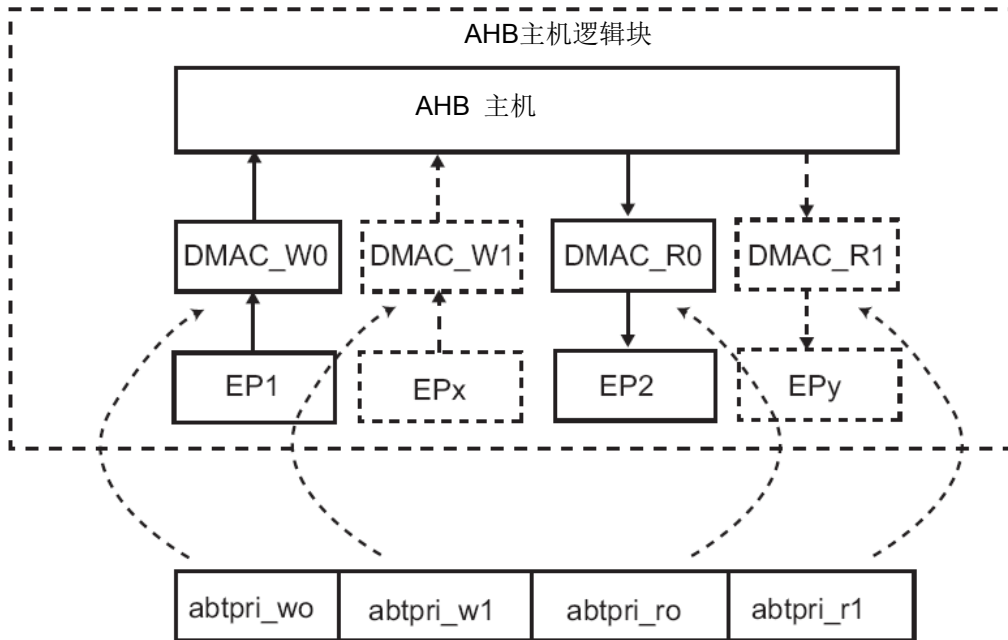 AHB主机逻辑块
AHB 主机
DMAC_W0
DMAC_W1
DMAC_R0
DMAC_R1
EP1
EPx
EP2
EPy
abtpri_wo
abtpri_w1
abtpri_ro
abtpri_r1